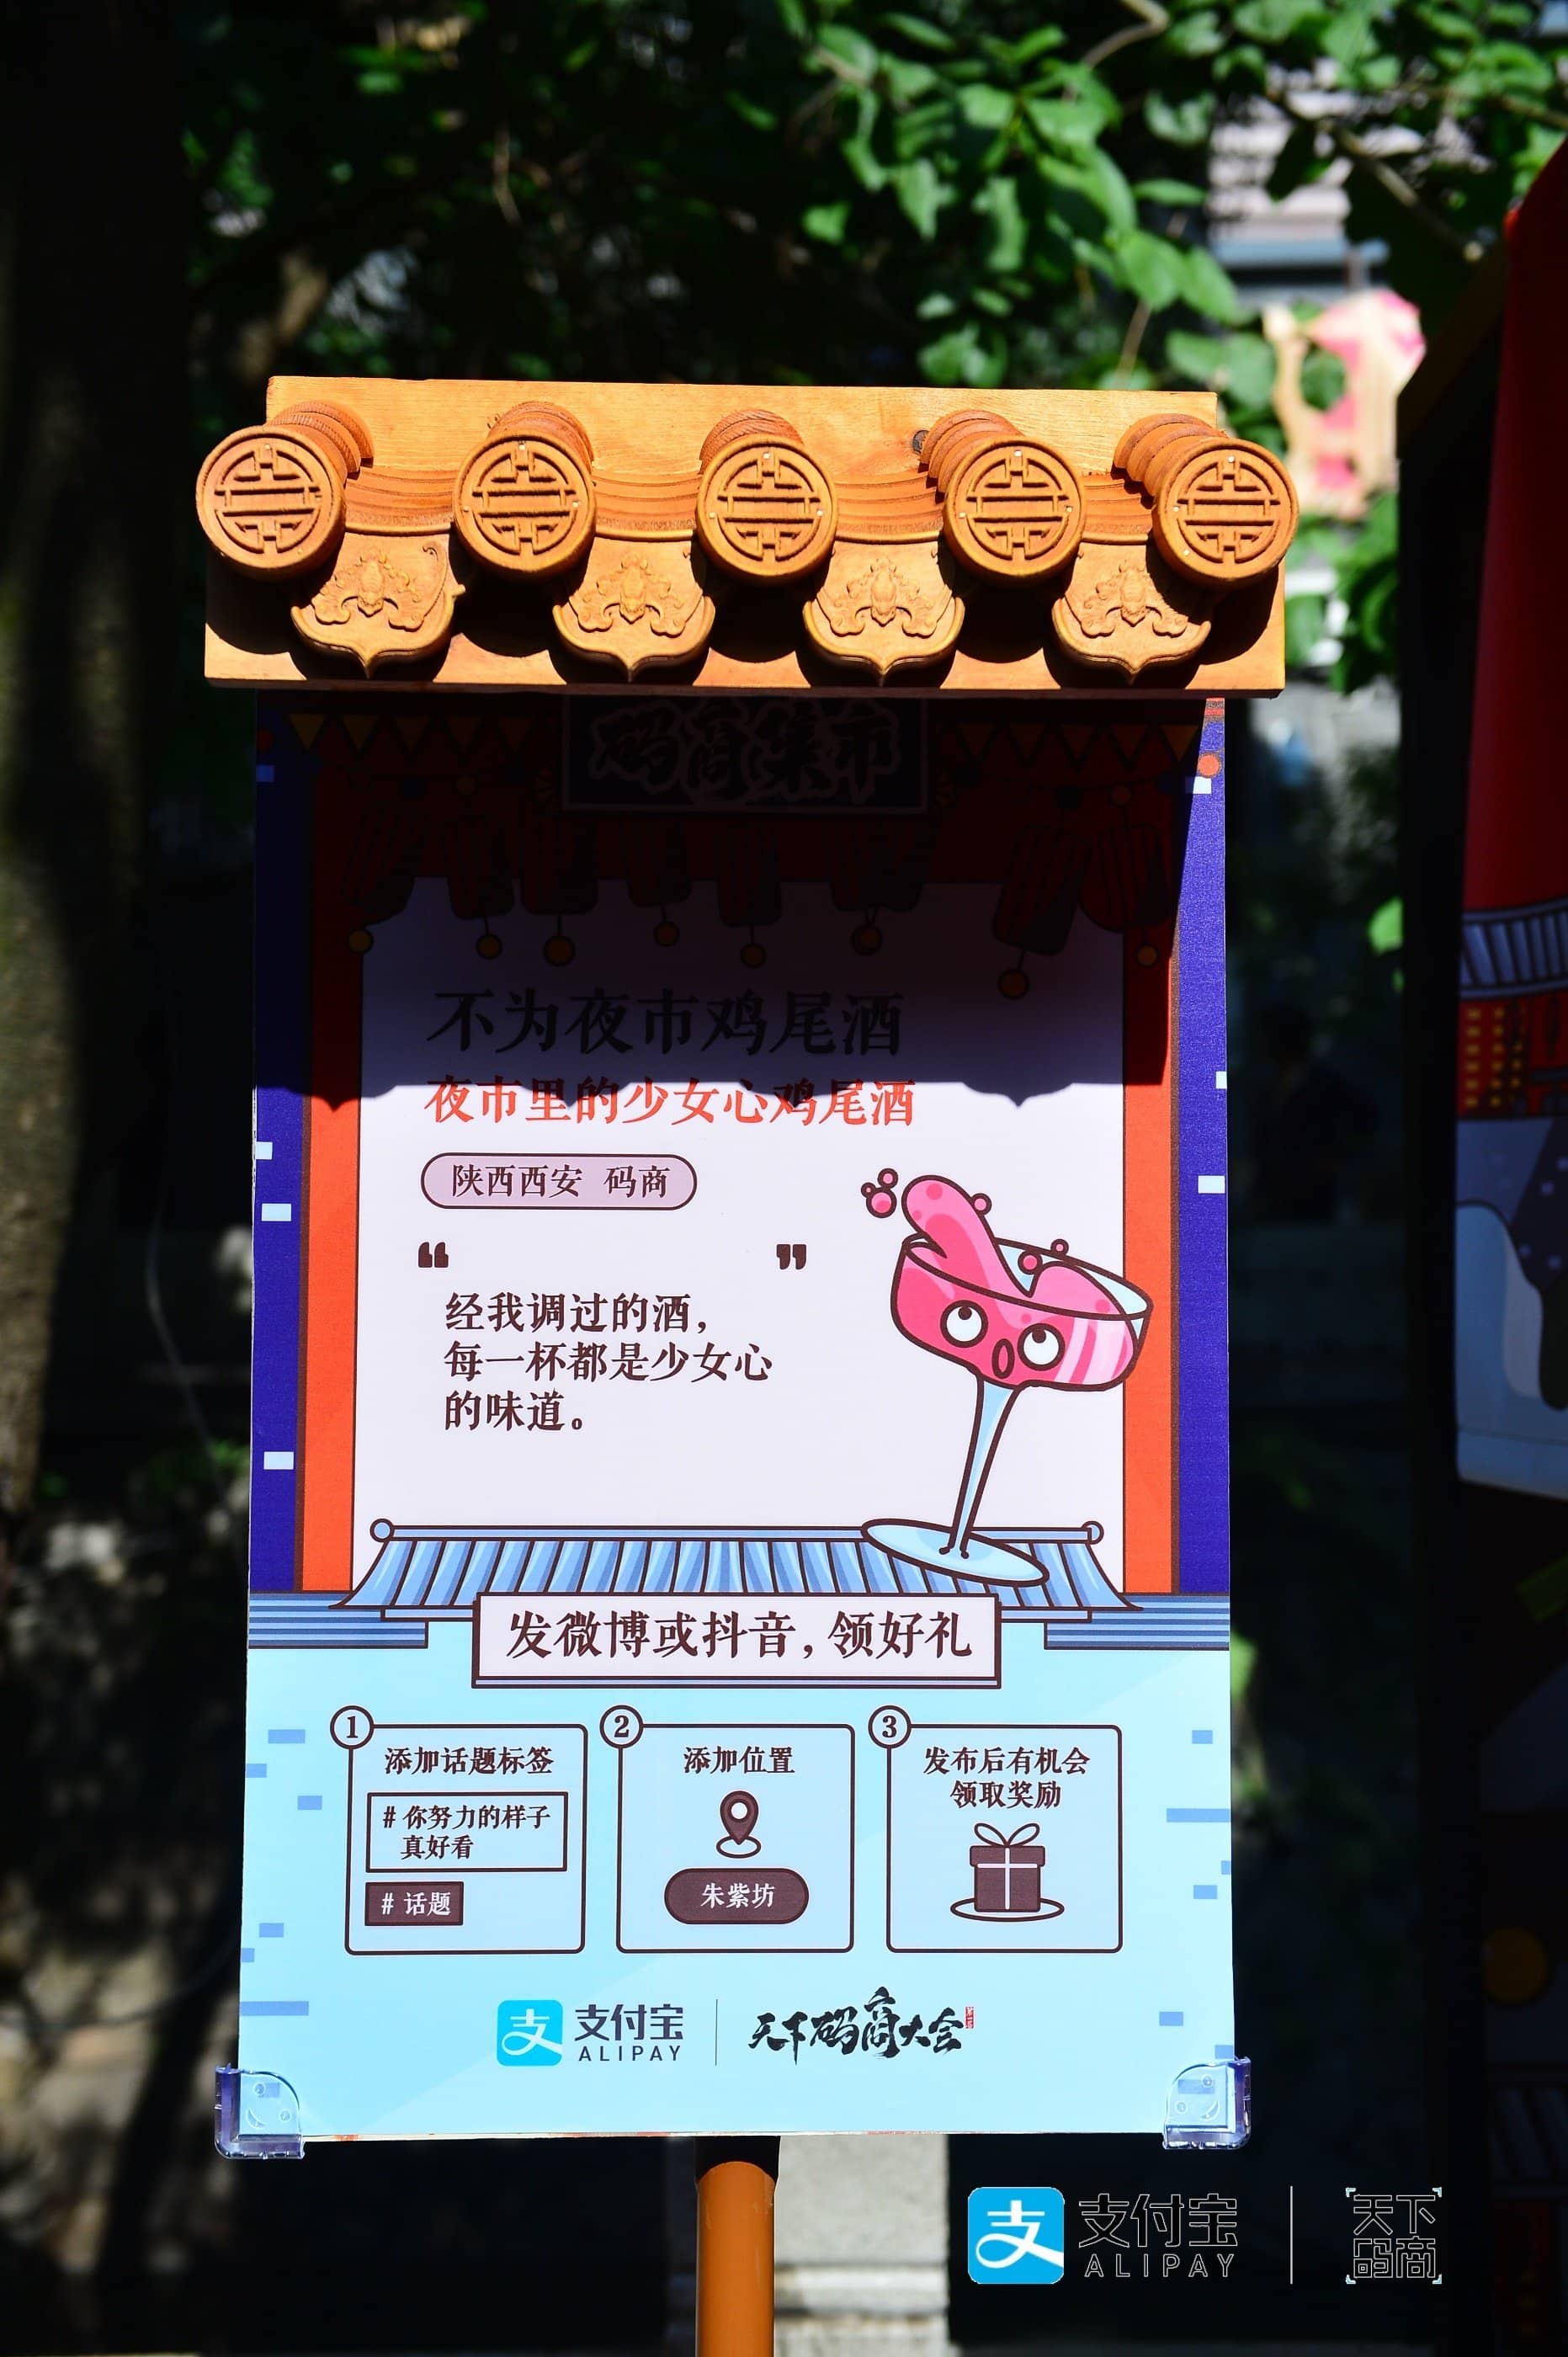 码商集市
不为夜市鸡尾酒
夜市里的少女心鸡尾酒
陕西西安 码商
“ ”
经我调过的酒，
每一杯都是少女心
的味道。
发微博或抖音，领好礼
1
添加话题标签
# 你努力的样子
真好看
# 话题
2
添加位置
朱紫坊
3
发布后有机会
领取奖励
支 支付宝
ALIPAY
天下码商大会
支 支付宝
ALIPAY
天下
码商